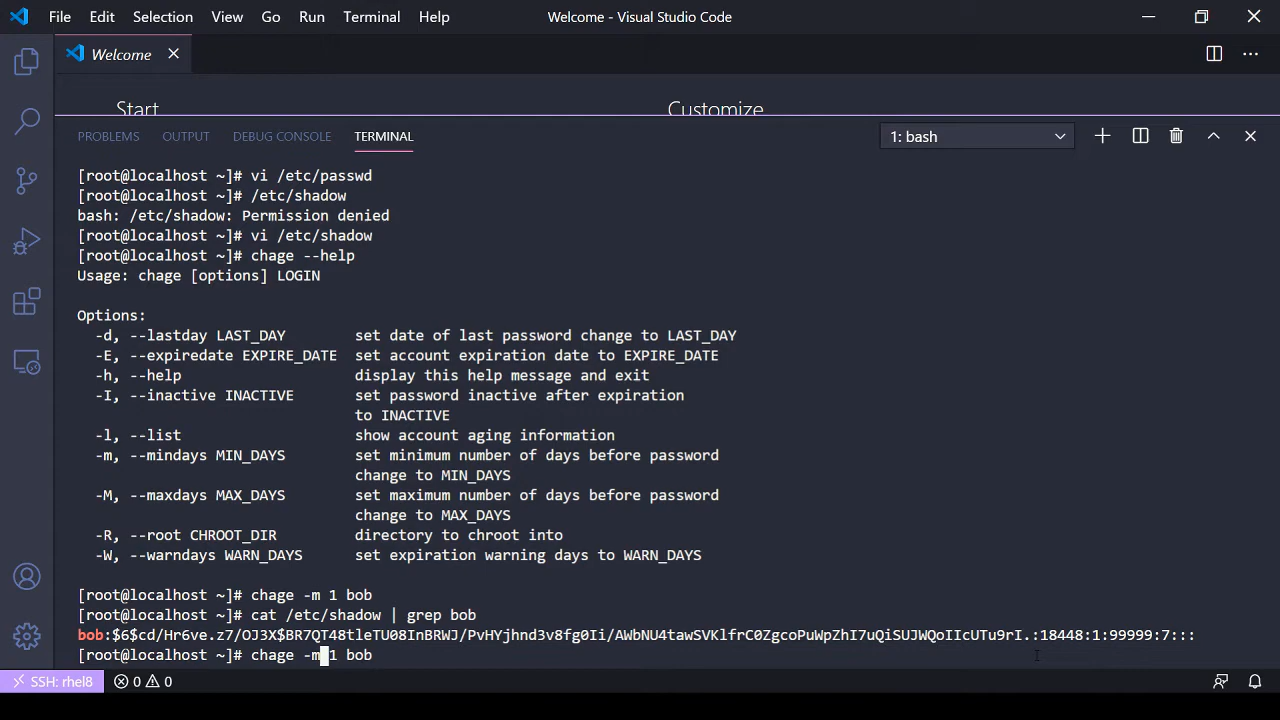 File Edit Selection View Go Run Terminal Help Welcome - Visual Studio Code
Welcome
Start Customize
PROBLEMS OUTPUT DEBUG CONSOLE TERMINAL 1: bash
[root@localhost ~]# vi /etc/passwd
[root@localhost ~]# /etc/shadow
bash: /etc/shadow: Permission denied
[root@localhost ~]# vi /etc/shadow
[root@localhost ~]# chage --help
Usage: chage [options] LOGIN
Options:
-d, --lastday LAST_DAY set date of last password change to LAST_DAY
-E, --expiredate EXPIRE_DATE set account expiration date to EXPIRE_DATE
-h, --help display this help message and exit
-I, --inactive INACTIVE set password inactive after expiration
to INACTIVE
-l, --list show account aging information
-m, --mindays MIN_DAYS set minimum number of days before password
change to MIN_DAYS
-M, --maxdays MAX_DAYS set maximum number of days before password
change to MAX_DAYS
-R, --root CHROOT_DIR directory to chroot into
-W, --warndays WARN_DAYS set expiration warning days to WARN_DAYS
[root@localhost ~]# chage -m 1 bob
[root@localhost ~]# cat /etc/shadow | grep bob
bob:$6$cd/Hr6ve.z7/OJ3X$BR7QT48tleTU08InBRWJ/PvHYjhnd3v8fg0Ii/AWbNU4tawSVKlfrC0ZgcoPuWpZhI7uQiSUJWQoIIcUTu9rI.:18448:1:99999:7:::
[root@localhost ~]# chage -m 1 bob
SSH: rhel8 0 0